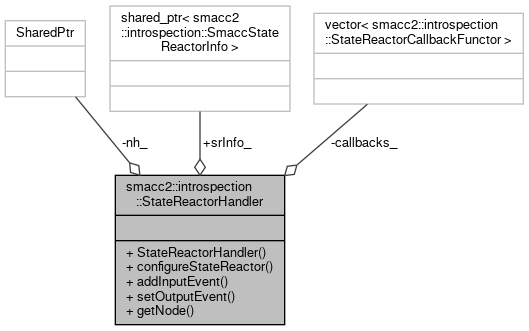 SharedPtr
shared_ptr< smacc2
::introspection::SmaccState
ReactorInfo >
vector< smacc2::introspection
::StateReactorCallbackFunctor >
-nh_
+srInfo_
-callbacks_
smacc2::introspection
::StateReactorHandler
+ StateReactorHandler()
+ configureStateReactor()
+ addInputEvent()
+ setOutputEvent()
+ getNode()